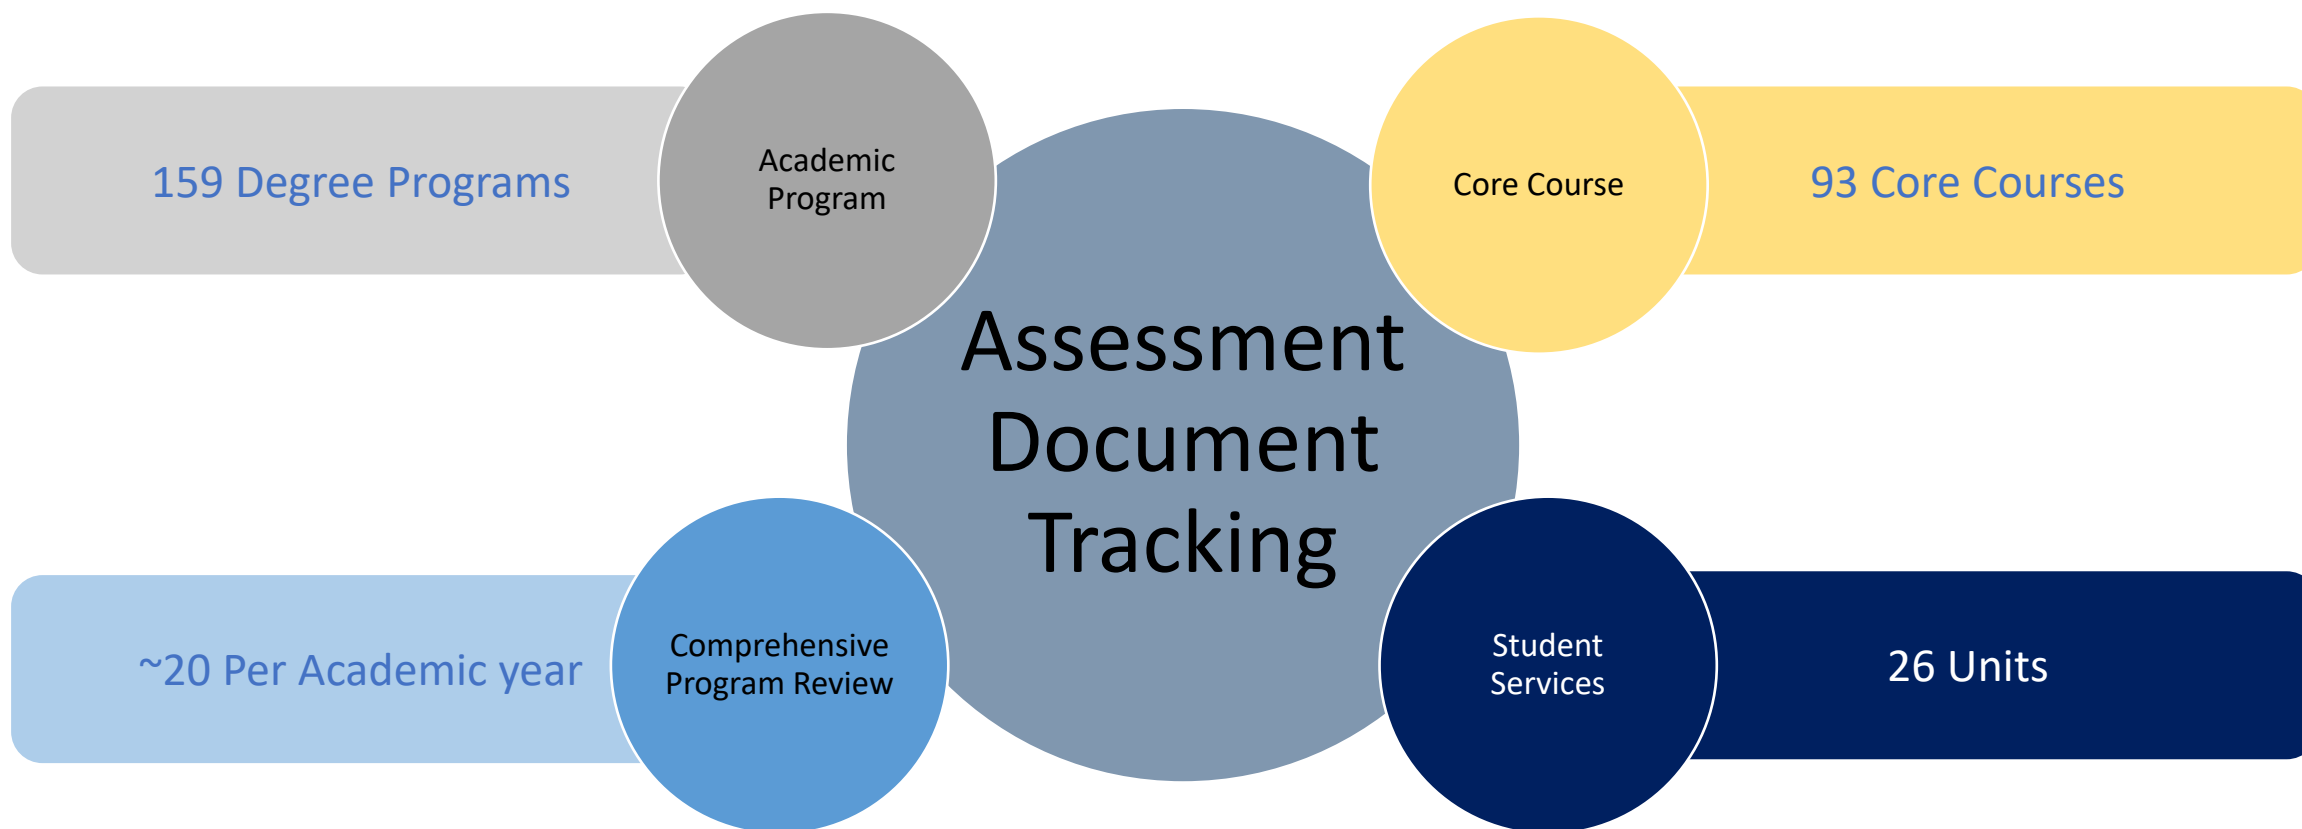 159 Degree Programs
Academic
Program
Core Course
93 Core Courses
Assessment
Document
Tracking
~20 Per Academic year
Comprehensive
Program Review
Student
Services
26 Units